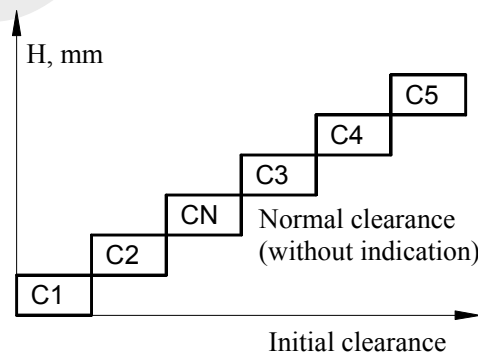 H, mm
C5
C4
C3
CN
Normal clearance
(without indication)
C2
C1
Initial clearance